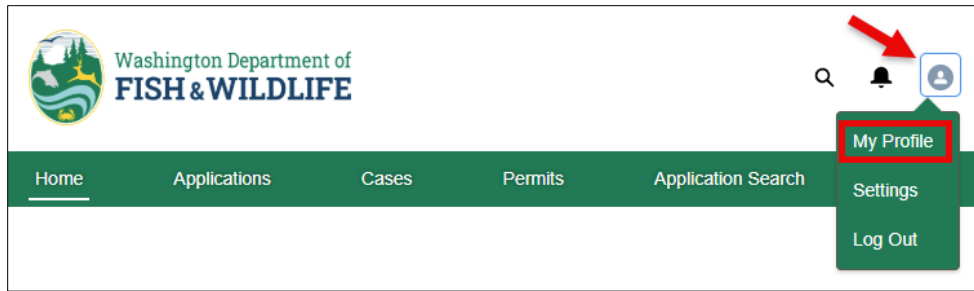 Washington Department of
FISH & WILDLIFE
Home Applications Cases Permits Application Search
My Profile
Settings
Log Out